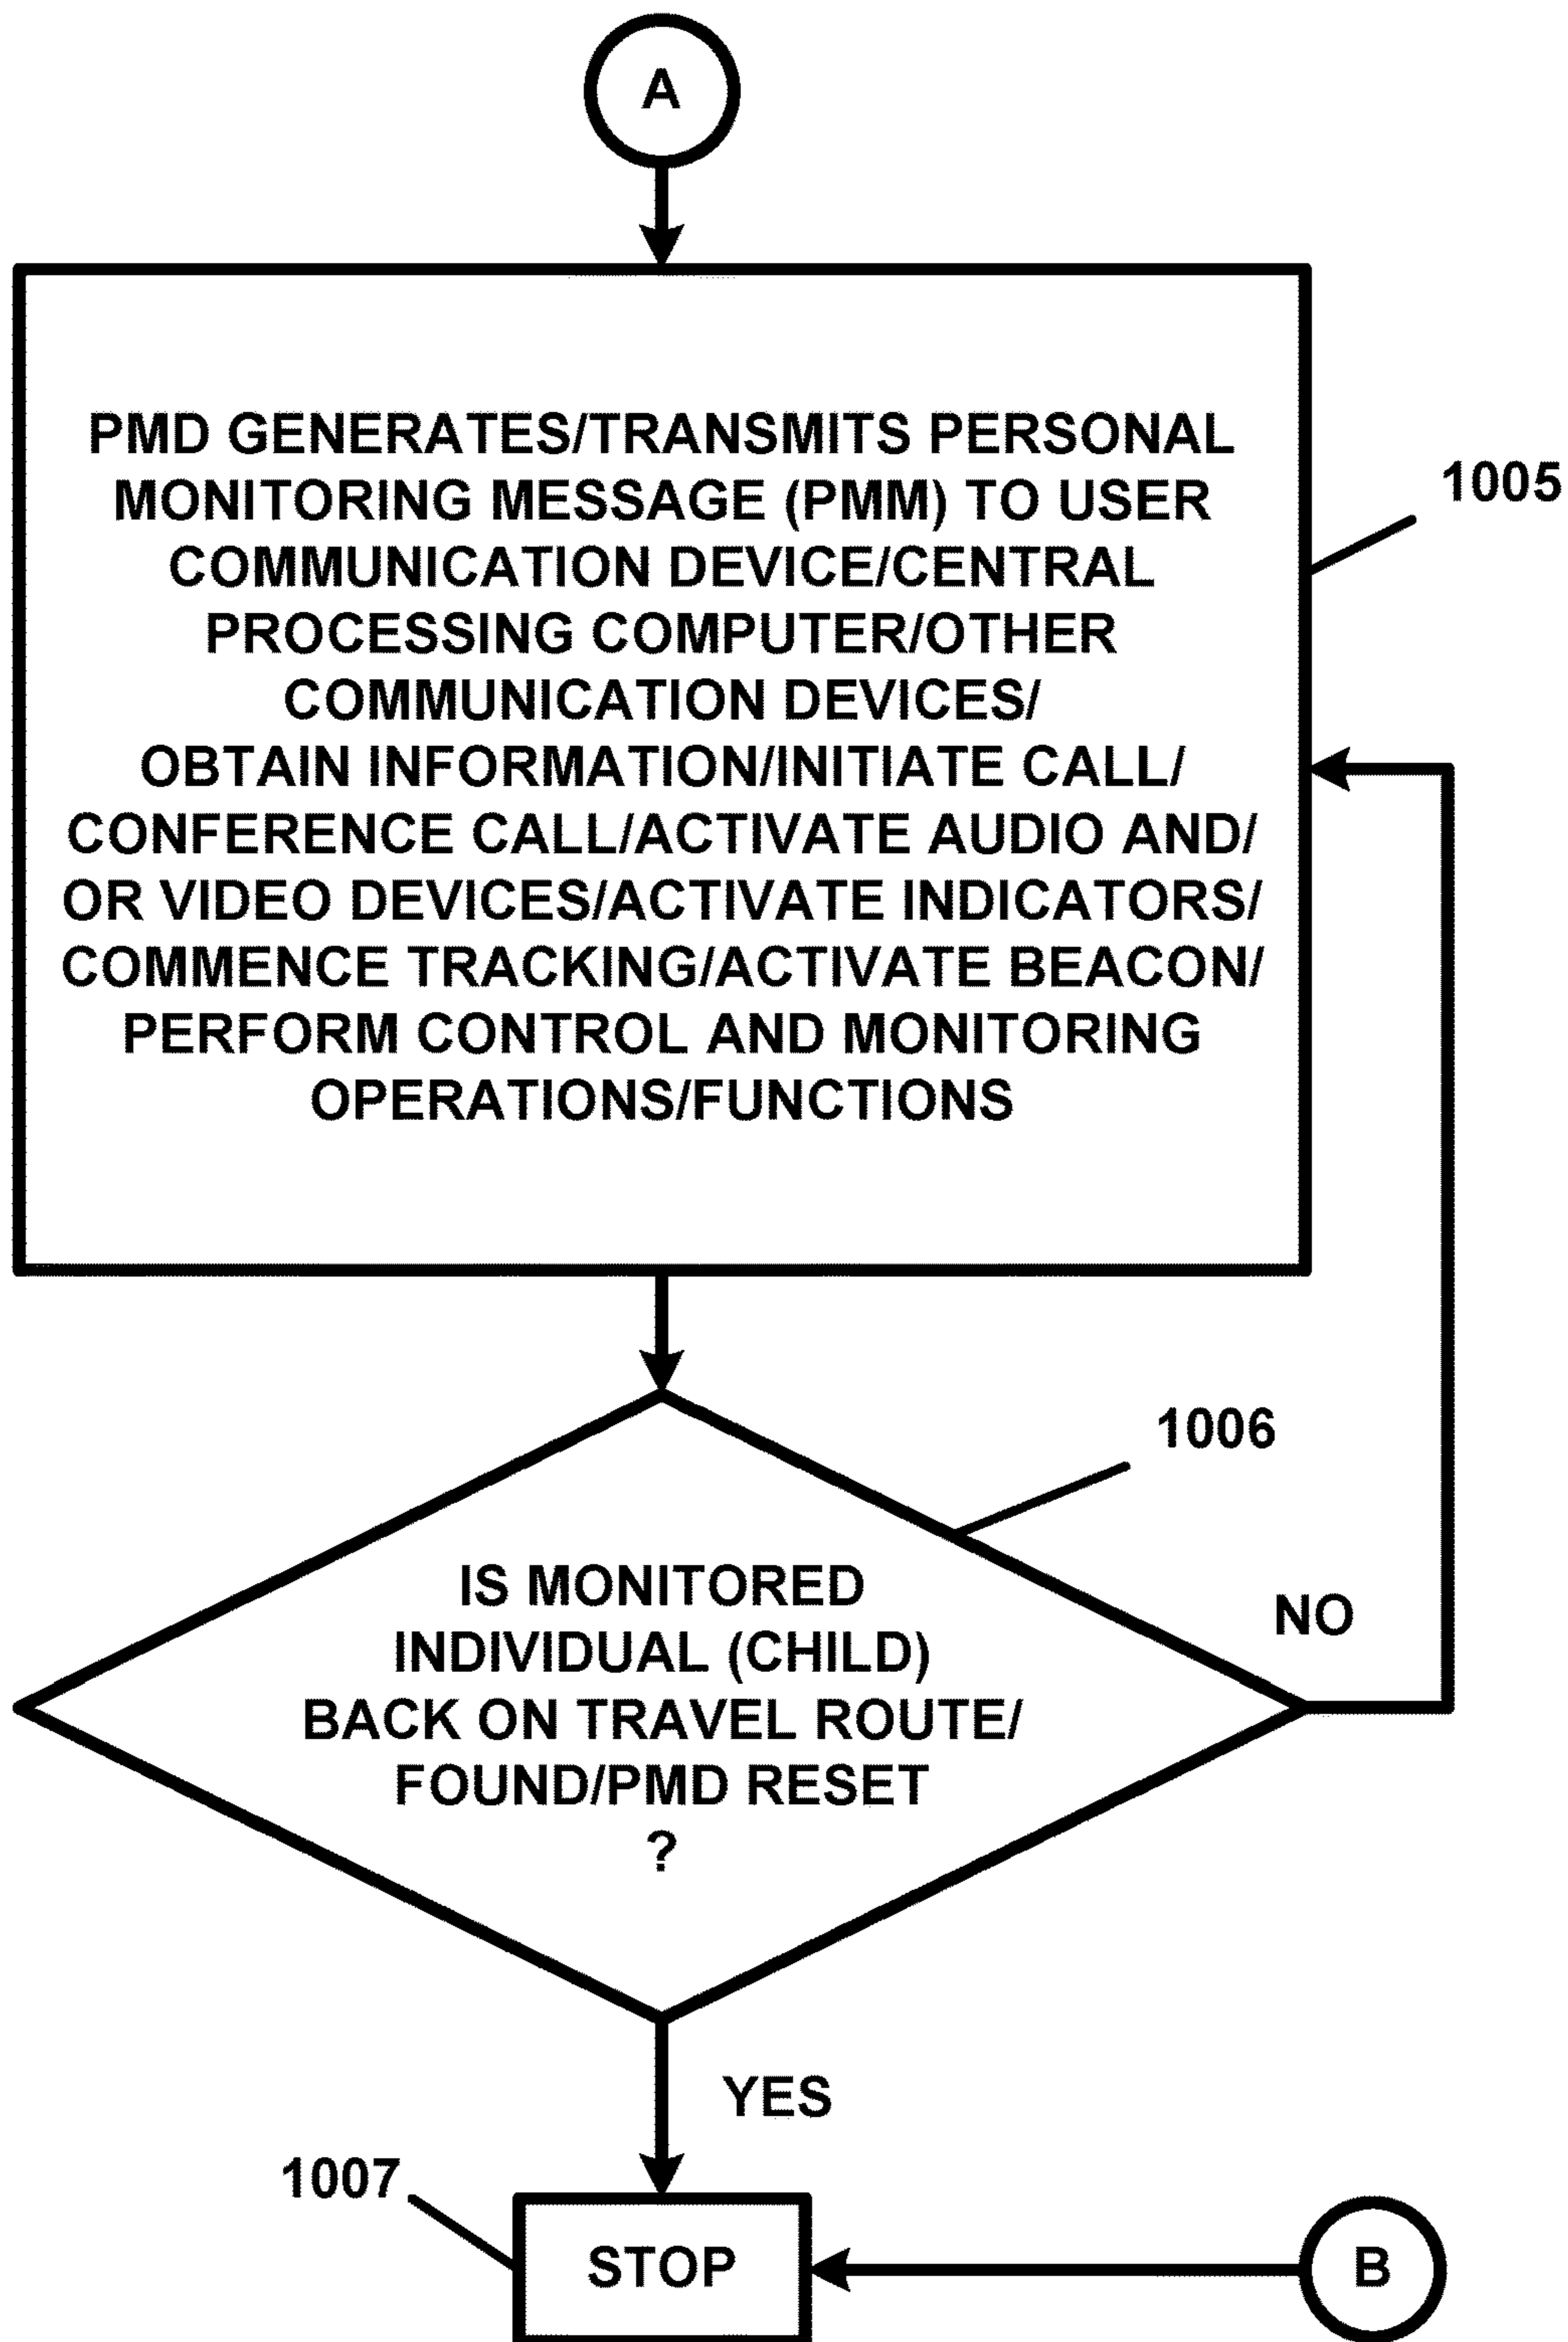 A
PMD GENERATES/TRANSMITS PERSONAL
MONITORING MESSAGE (PMM) TO USER
COMMUNICATION DEVICE/CENTRAL
PROCESSING COMPUTER/OTHER
COMMUNICATION DEVICES/
OBTAIN INFORMATION/INITIATE CALL/
CONFERENCE CALL/ACTIVATE AUDIO AND/
OR VIDEO DEVICES/ACTIVATE INDICATORS/
COMMENCE TRACKING/ACTIVATE BEACON/
PERFORM CONTROL AND MONITORING
OPERATIONS/FUNCTIONS
1005
1006
IS MONITORED
INDIVIDUAL (CHILD)
BACK ON TRAVEL ROUTE/
FOUND/PMD RESET
?
NO
YES
1007
STOP
B